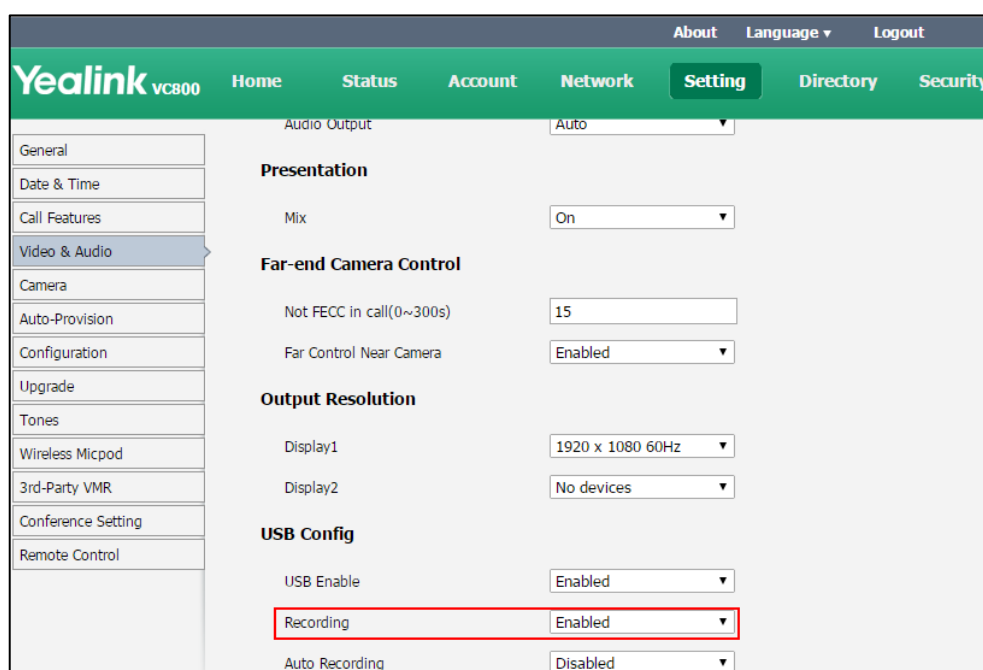 About Language ▾ Logout
Yealink VC800 Home Status Account Network Setting Directory Security
General
Date & Time
Call Features
Video & Audio
Camera
Auto-Provision
Configuration
Upgrade
Tones
Wireless Micpod
3rd-Party VMR
Conference Setting
Remote Control
Audio Output Auto
Presentation
Mix On
Far-end Camera Control
Not FECC in call(0~300s) 15
Far Control Near Camera Enabled
Output Resolution
Display1 1920 x 1080 60Hz
Display2 No devices
USB Config
USB Enable Enabled
Recording Enabled
Auto Recording Disabled